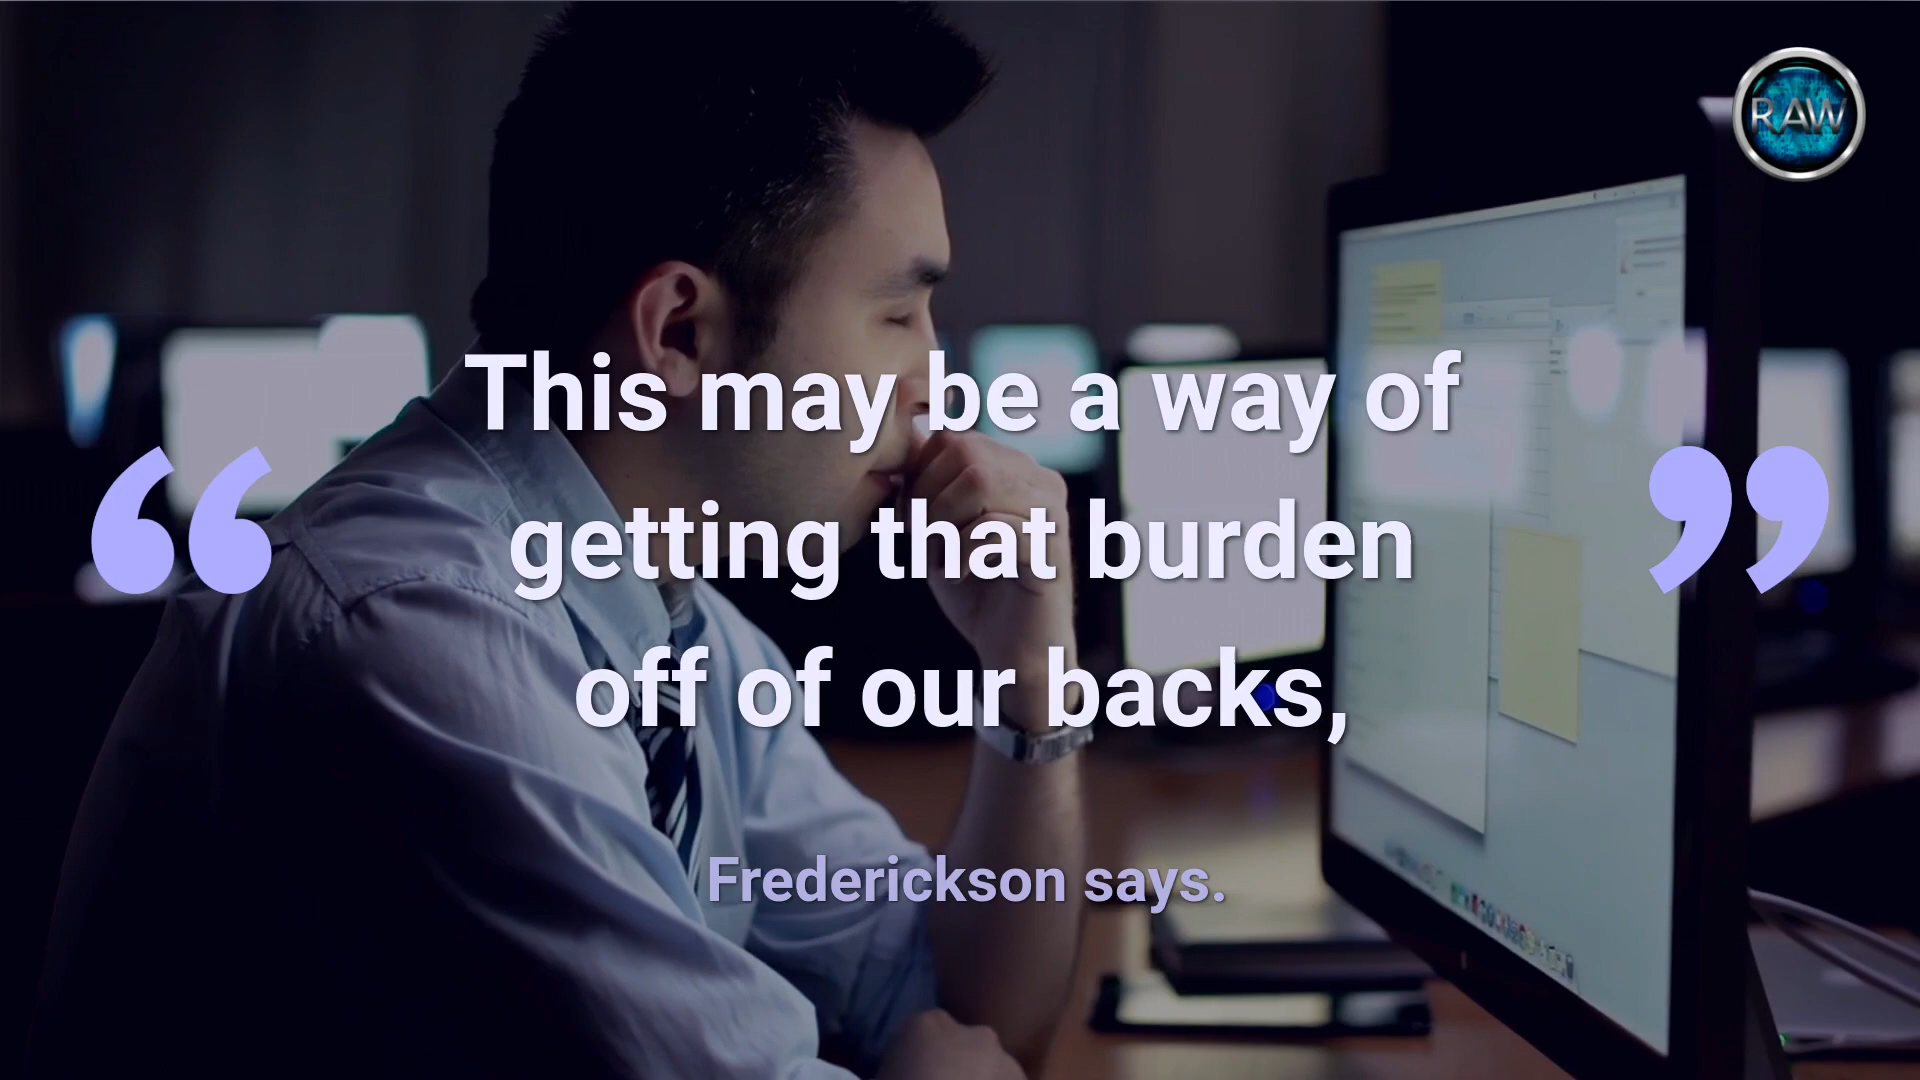 RAW
This may be a way of
getting that burden
“ ”
off of our backs,
Frederickson says.